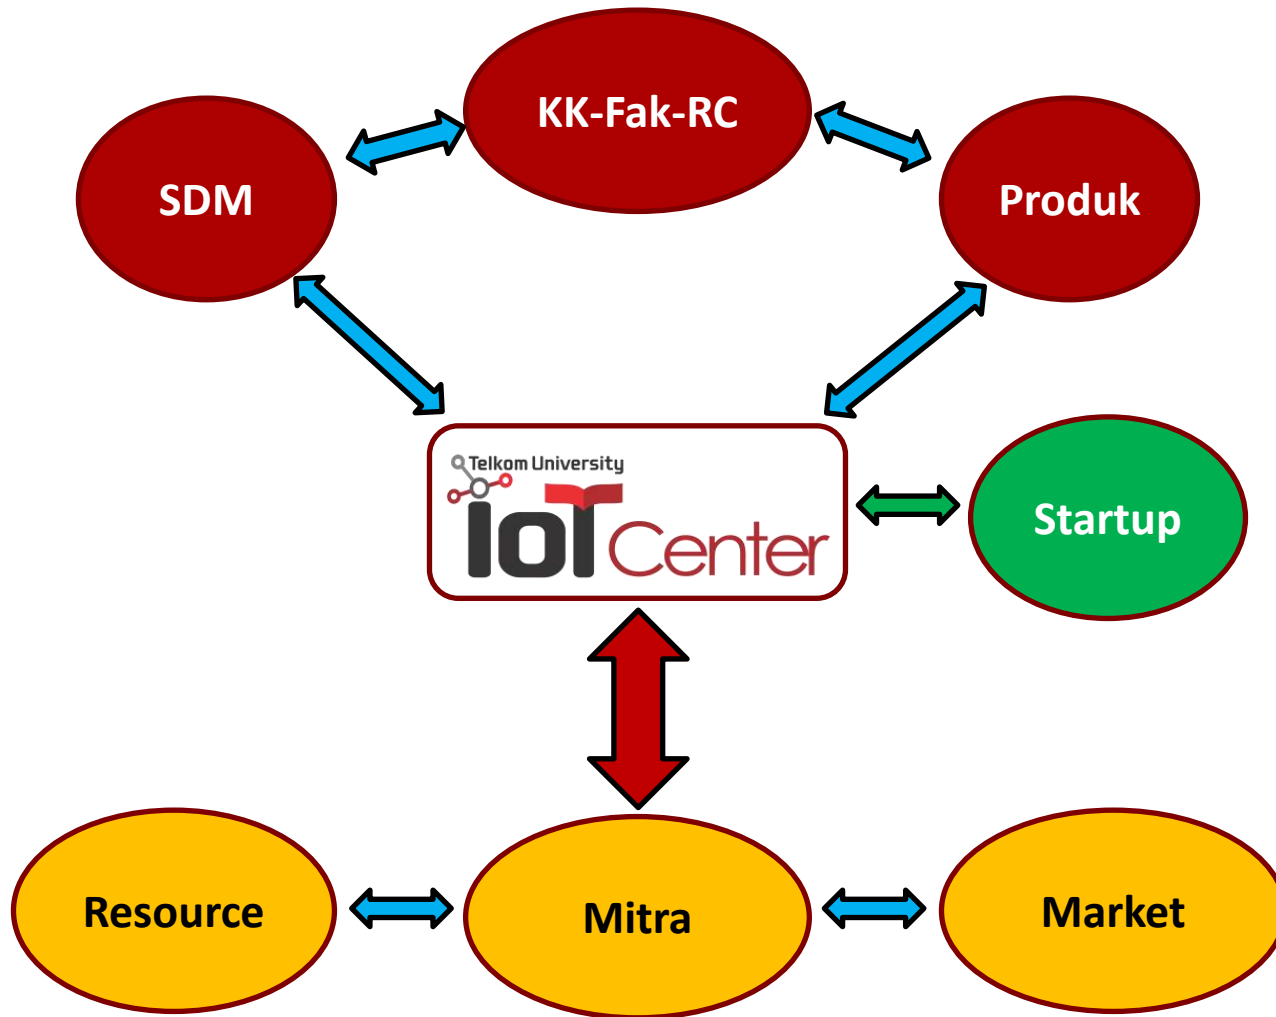 KK-Fak-RC
SDM
Produk
Telkom University
IoT Center
Startup
Resource
Mitra
Market